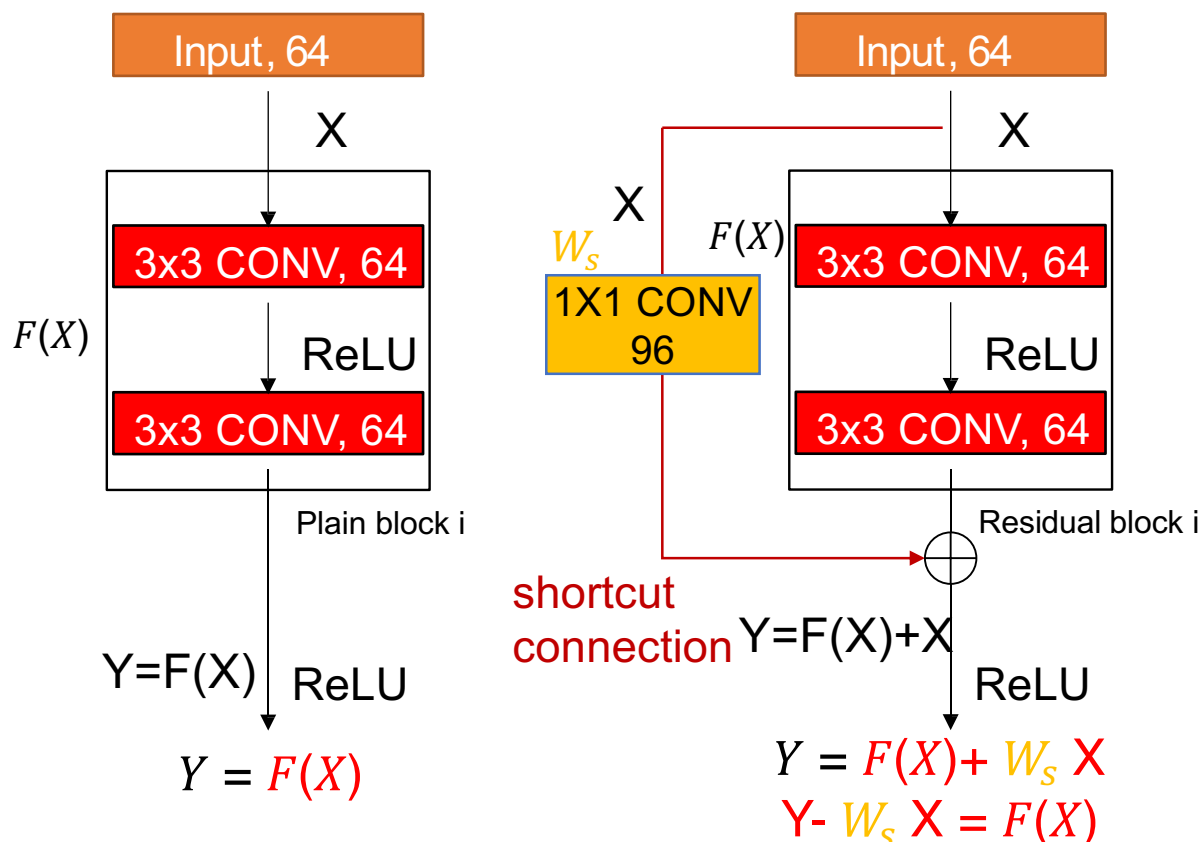 Input, 64
X
F(X)
3x3 CONV, 64
ReLU
3x3 CONV, 64
Plain block i
Y=F(X)
ReLU
Y = F(X)
Input, 64
X
X
W_s
F(X)
1X1 CONV
96
3x3 CONV, 64
ReLU
3x3 CONV, 64
Residual block i
shortcut
connection
Y=F(X)+X
ReLU
Y = F(X)+ W_s X
Y- W_s X = F(X)